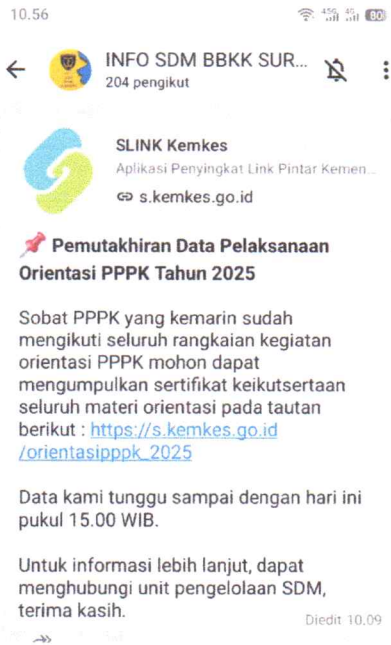 10.56
4.5G 4G 80
INFO SDM BBKK SUR...
204 pengikut
SLINK Kemkes
Aplikasi Penyingkat Link Pintar Kemen...
s.kemkes.go.id
📌 Pemutakhiran Data Pelaksanaan
Orientasi PPPK Tahun 2025
Sobat PPPK yang kemarin sudah
mengikuti seluruh rangkaian kegiatan
orientasi PPPK mohon dapat
mengumpulkan sertifikat keikutsertaan
seluruh materi orientasi pada tautan
berikut : https://s.kemkes.go.id
/orientasipppk_2025
Data kami tunggu sampai dengan hari ini
pukul 15.00 WIB.
Untuk informasi lebih lanjut, dapat
menghubungi unit pengelolaan SDM,
terima kasih.
Diedit 10.09